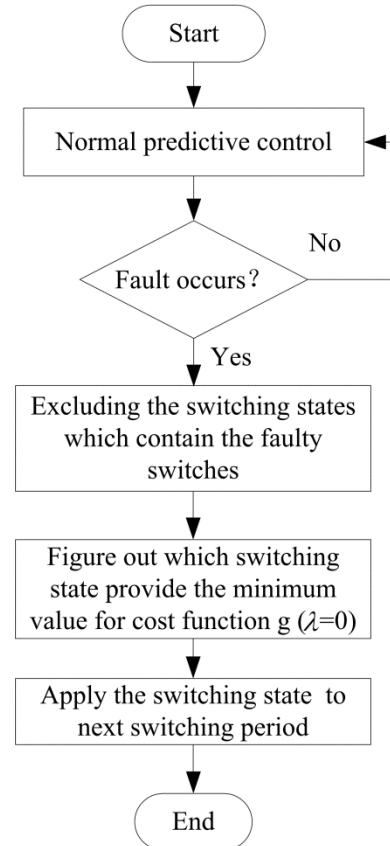 Start
Normal predictive control
Fault occurs？
No
Yes
Excluding the switching states
which contain the faulty
switches
Figure out which switching
state provide the minimum
value for cost function g (λ=0)
Apply the switching state to
next switching period
End